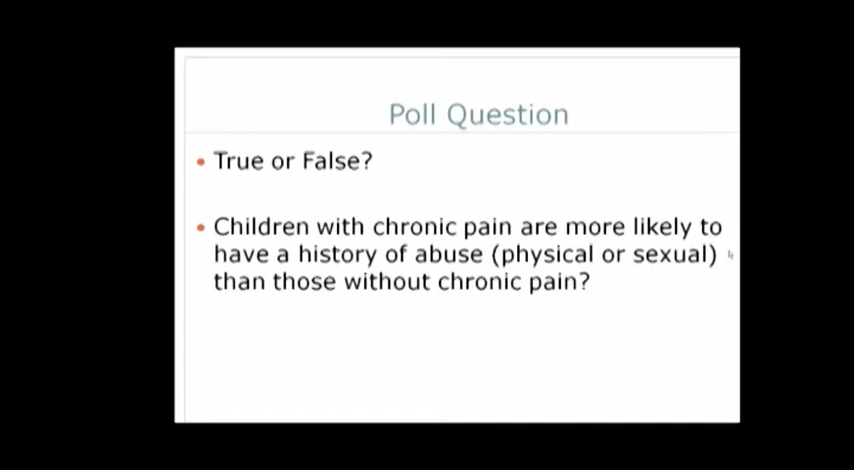 Poll Question
• True or False?
• Children with chronic pain are more likely to
have a history of abuse (physical or sexual)
than those without chronic pain?